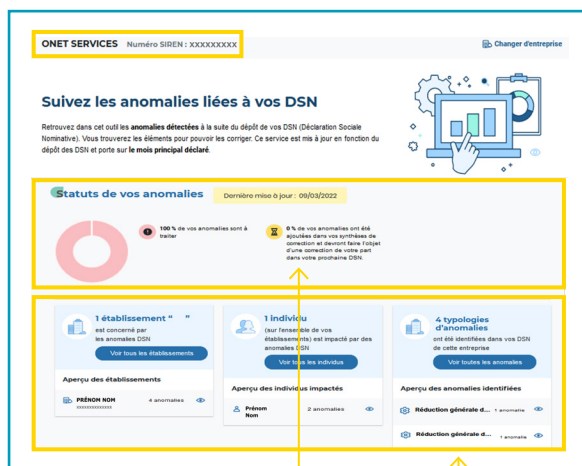 ONET SERVICES Numéro SIREN : XXXXXXXXX
Changer d'entreprise
Suivez les anomalies liées à vos DSN
Retrouvez dans cet outil les anomalies détectées à la suite du dépôt de vos DSN (Déclaration Sociale
Nominative). Vous trouverez les éléments pour pouvoir les corriger. Ce service est mis à jour en fonction du
dépôt des DSN et porte sur le mois principal déclaré.
Statuts de vos anomalies
Dernière mise à jour : 09/03/2022
100 % de vos anomalies sont à
traiter
0 % de vos anomalies ont été
ajoutées dans vos synthèses de
correction et devront faire l'objet
d'une correction de votre part
dans votre prochaine DSN.
1 établissement “ ”
est concerné par
les anomalies DSN
Voir tous les établissements
Aperçu des établissements
PRÉNOM NOM 4 anomalies
xxxxxxxxxxxxxx
1 individu
(sur l'ensemble de vos
établissements) est impacté par des
anomalies DSN
Voir tous les individus
Aperçu des individus impactés
Prénom 2 anomalies
Nom
4 typologies
d'anomalies
ont été identifiées dans vos DSN
de cette entreprise
Voir toutes les anomalies
Aperçu des anomalies identifiées
Réduction générale d... 1 anomalie
Réduction générale d... 1 anomalie